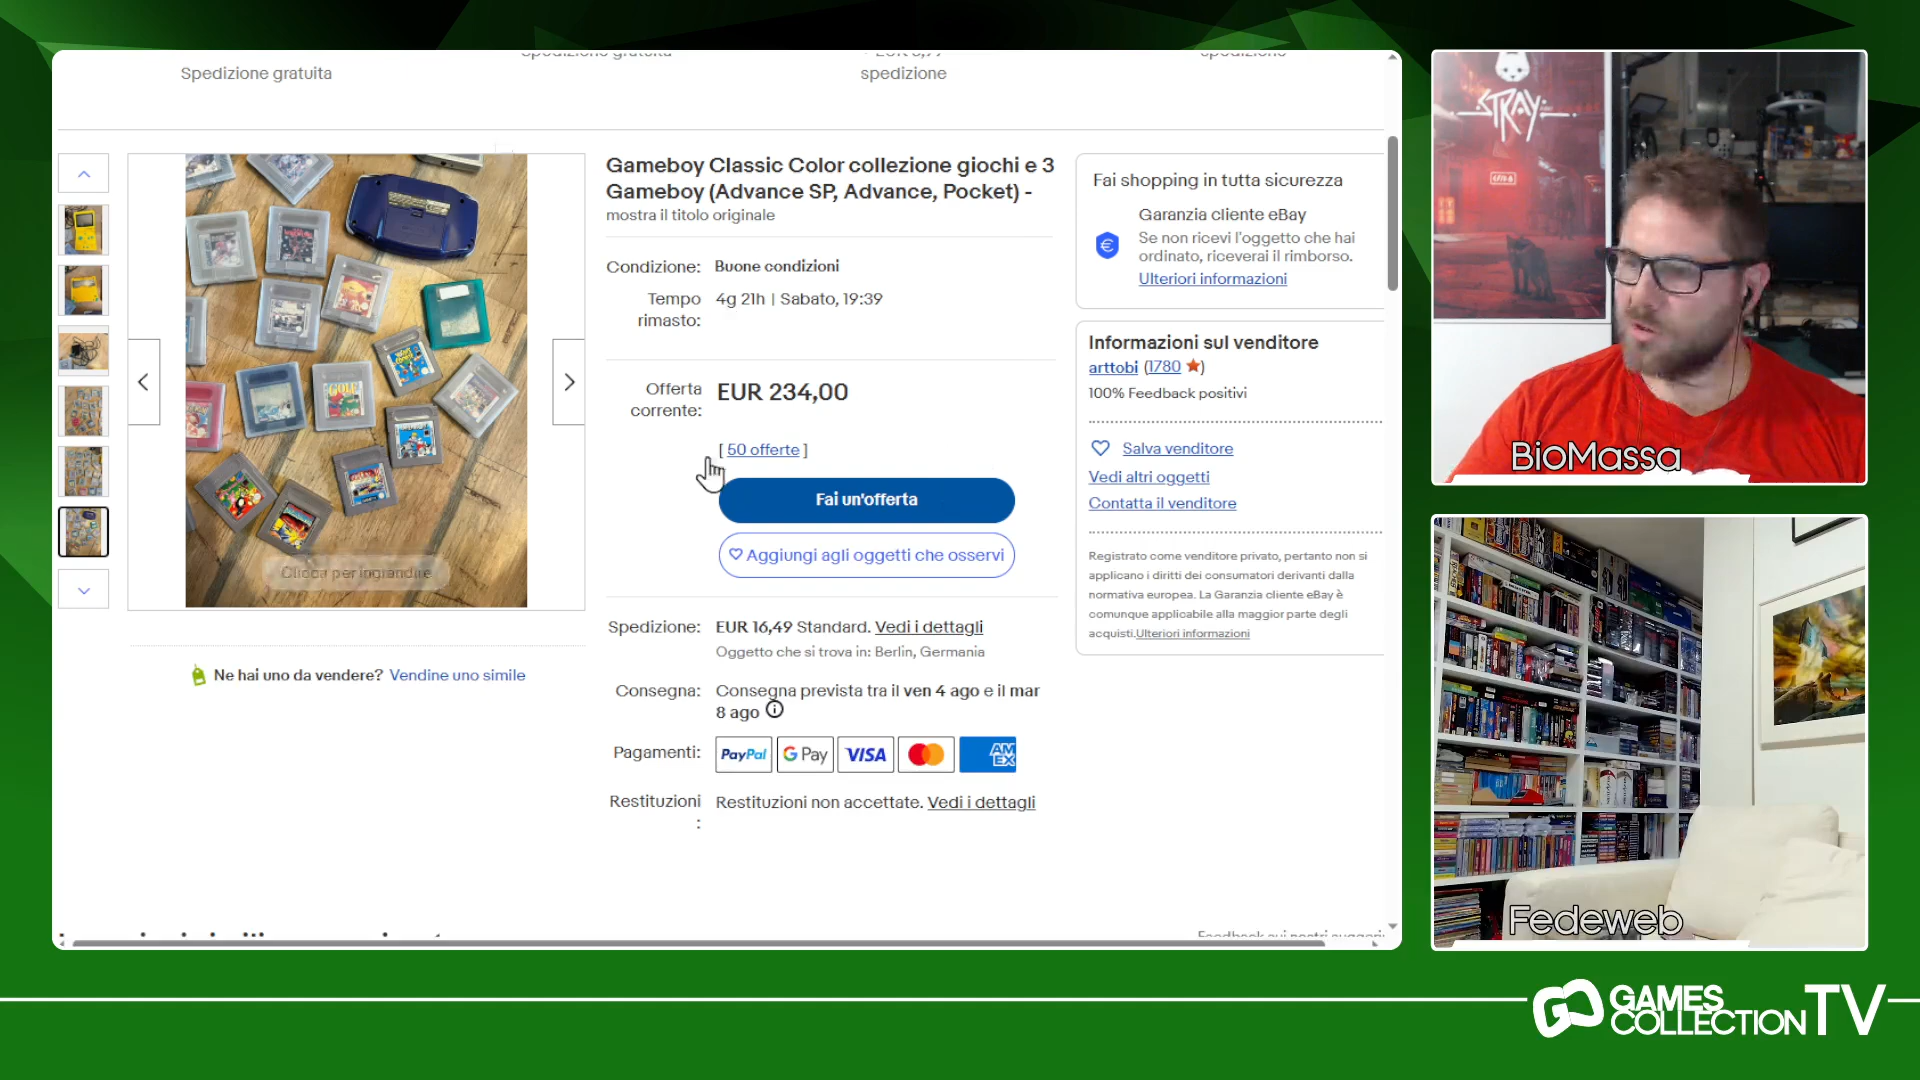 Spedizione gratuita
Spedizione gratuita
spedizione
spedizione
Gameboy Classic Color collezione giochi e 3
Gameboy (Advance SP, Advance, Pocket) -
mostra il titolo originale
Condizione: Buone condizioni
Tempo rimasto: 4g 21h | Sabato, 19:39
Offerta corrente: EUR 234,00
[ 50 offerte ]
Fai un'offerta
Aggiungi agli oggetti che osservi
Clicca per ingrandire
Ne hai uno da vendere? Vendine uno simile
Spedizione: EUR 16,49 Standard. Vedi i dettagli
Oggetto che si trova in: Berlin, Germania
Consegna: Consegna prevista tra il ven 4 ago e il mar
8 ago
Pagamenti: PayPal G Pay VISA AM EX
Restituzioni : Restituzioni non accettate. Vedi i dettagli
Fai shopping in tutta sicurezza
Garanzia cliente eBay
Se non ricevi l'oggetto che hai
ordinato, riceverai il rimborso.
Ulteriori informazioni
Informazioni sul venditore
arttobi (1780 ★)
100% Feedback positivi
Salva venditore
Vedi altri oggetti
Contatta il venditore
Registrato come venditore privato, pertanto non si
applicano i diritti dei consumatori derivanti dalla
normativa europea. La Garanzia cliente eBay è
comunque applicabile alla maggior parte degli
acquisti.Ulteriori informazioni
STRAY
BioMassa
Fedeweb
GAMES
COLLECTION TV
GOLF